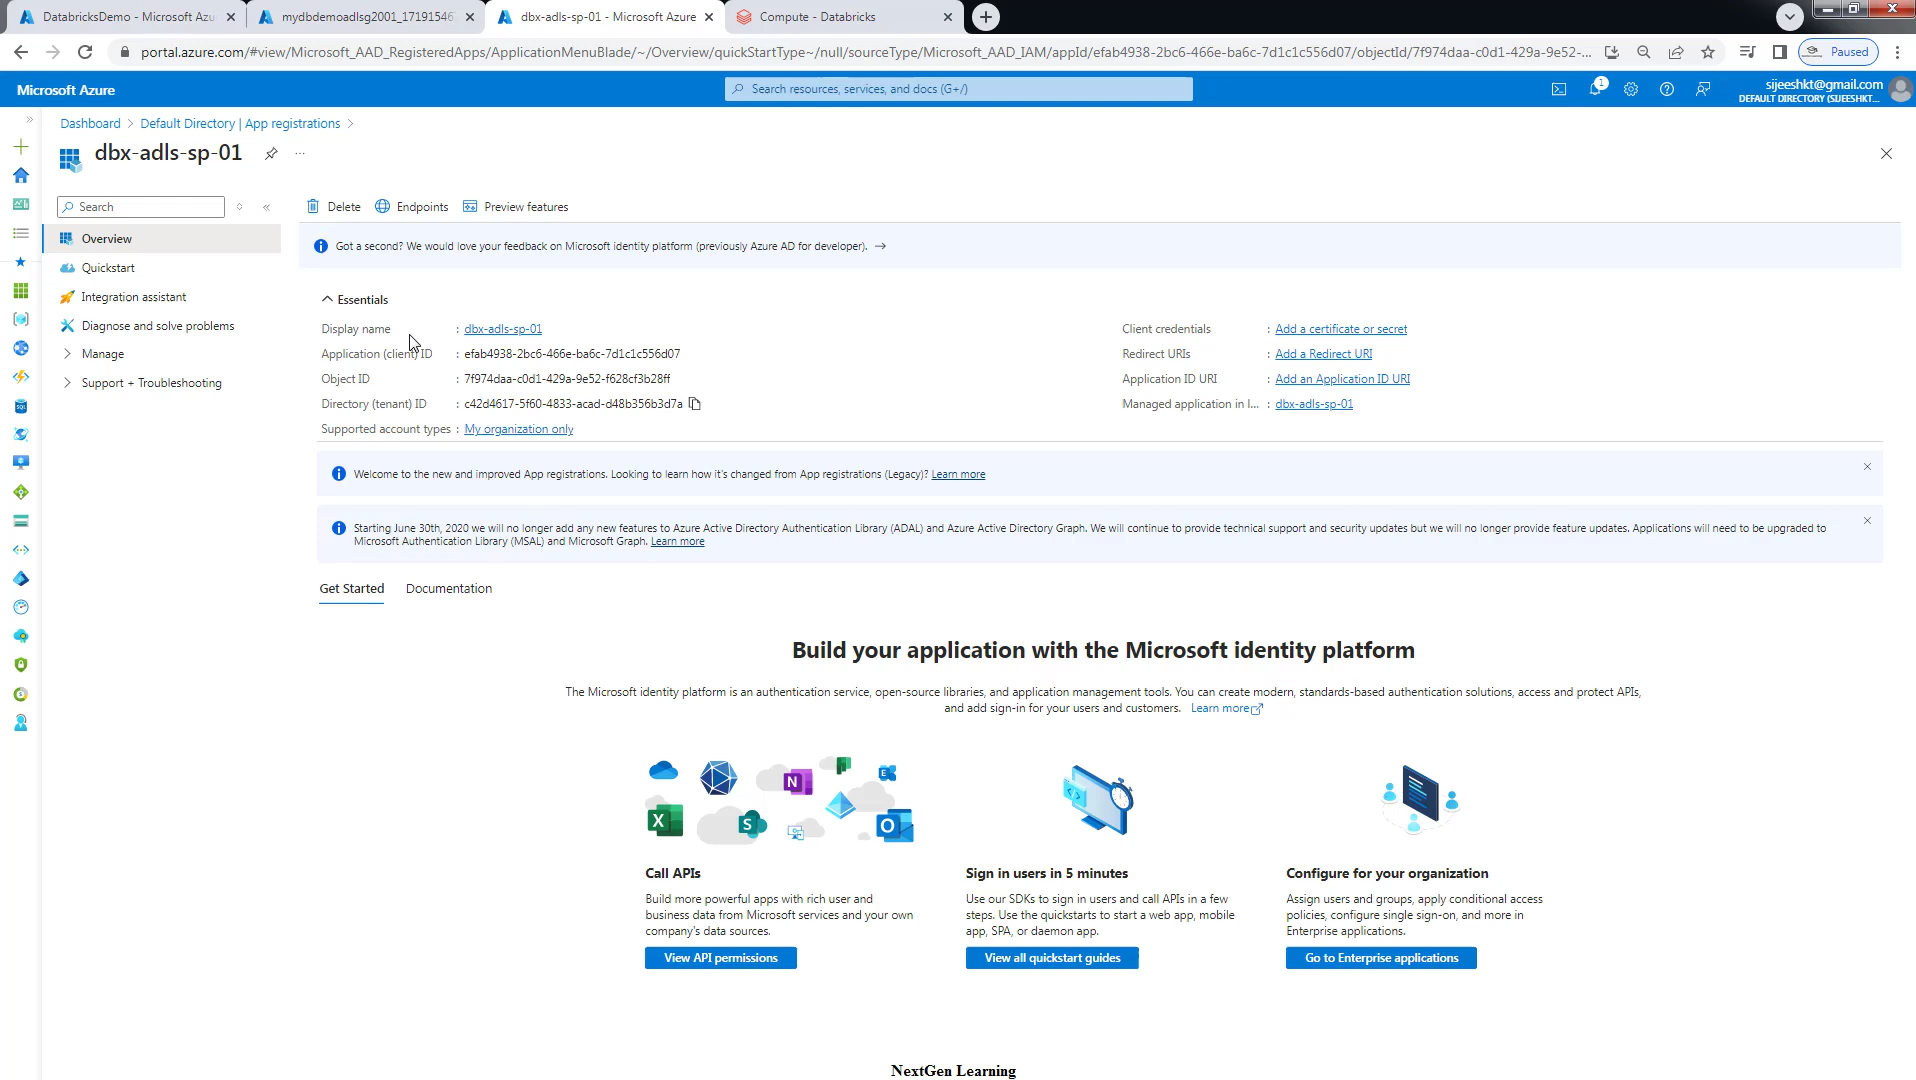 DatabricksDemo - Microsoft Azu
mydbdemoadlsg2001_17191546
dbx-adls-sp-01 - Microsoft Azure
Compute - Databricks
portal.azure.com/#view/Microsoft_AAD_RegisteredApps/ApplicationMenuBlade/~/Overview/quickStartType~/null/sourceType/Microsoft_AAD_IAM/appId/efab4938-2bc6-466e-ba6c-7d1c1c556d07/objectId/7f974daa-c0d1-429a-9e52-...
Paused
Microsoft Azure
Search resources, services, and docs (G+/)
1
sijeeshkt@gmail.com
DEFAULT DIRECTORY (SIJEESHKT...
Dashboard > Default Directory | App registrations >
dbx-adls-sp-01
Search
Delete
Endpoints
Preview features
Overview
Quickstart
Integration assistant
Diagnose and solve problems
Manage
Support + Troubleshooting
Got a second? We would love your feedback on Microsoft identity platform (previously Azure AD for developer). →
Essentials
Display name : dbx-adls-sp-01
Application (client) ID : efab4938-2bc6-466e-ba6c-7d1c1c556d07
Object ID : 7f974daa-c0d1-429a-9e52-f628cf3b28ff
Directory (tenant) ID : c42d4617-5f60-4833-acad-d48b356b3d7a
Supported account types : My organization only
Client credentials : Add a certificate or secret
Redirect URIs : Add a Redirect URI
Application ID URI : Add an Application ID URI
Managed application in l... : dbx-adls-sp-01
Welcome to the new and improved App registrations. Looking to learn how it's changed from App registrations (Legacy)? Learn more
Starting June 30th, 2020 we will no longer add any new features to Azure Active Directory Authentication Library (ADAL) and Azure Active Directory Graph. We will continue to provide technical support and security updates but we will no longer provide feature updates. Applications will need to be upgraded to
Microsoft Authentication Library (MSAL) and Microsoft Graph. Learn more
Get Started
Documentation
Build your application with the Microsoft identity platform
The Microsoft identity platform is an authentication service, open-source libraries, and application management tools. You can create modern, standards-based authentication solutions, access and protect APIs,
and add sign-in for your users and customers. Learn more
N
E
X
S
O
Call APIs
Build more powerful apps with rich user and
business data from Microsoft services and your own
company's data sources.
View API permissions
Sign in users in 5 minutes
Use our SDKs to sign in users and call APIs in a few
steps. Use the quickstarts to start a web app, mobile
app, SPA, or daemon app.
View all quickstart guides
Configure for your organization
Assign users and groups, apply conditional access
policies, configure single sign-on, and more in
Enterprise applications.
Go to Enterprise applications
NextGen Learning